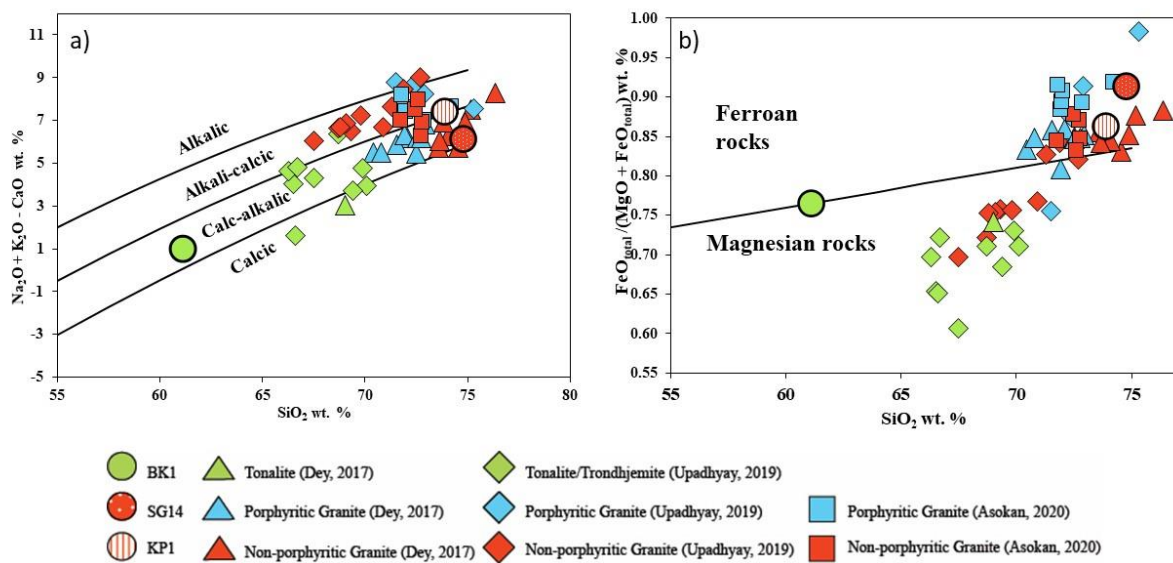 a)
11
9
7
5
3
1
-1
-3
-5
Na₂O + K₂O - CaO wt. %
Alkalic
Alkali-calcic
Calc-alkalic
Calcic
55
60
65
70
75
80
SiO₂ wt. %
b)
1.00
0.95
0.90
0.85
0.80
0.75
0.70
0.65
0.60
0.55
FeOtotal/(MgO + FeOtotal) wt. %
Ferroan
rocks
Magnesian rocks
55
60
65
70
75
SiO₂ wt. %
BK1
Tonalite (Dey, 2017)
Tonalite/Trondhjemite (Upadhyay, 2019)
SG14
Porphyritic Granite (Dey, 2017)
Porphyritic Granite (Upadhyay, 2019)
Porphyritic Granite (Asokan, 2020)
KP1
Non-porphyritic Granite (Dey, 2017)
Non-porphyritic Granite (Upadhyay, 2019)
Non-porphyritic Granite (Asokan, 2020)